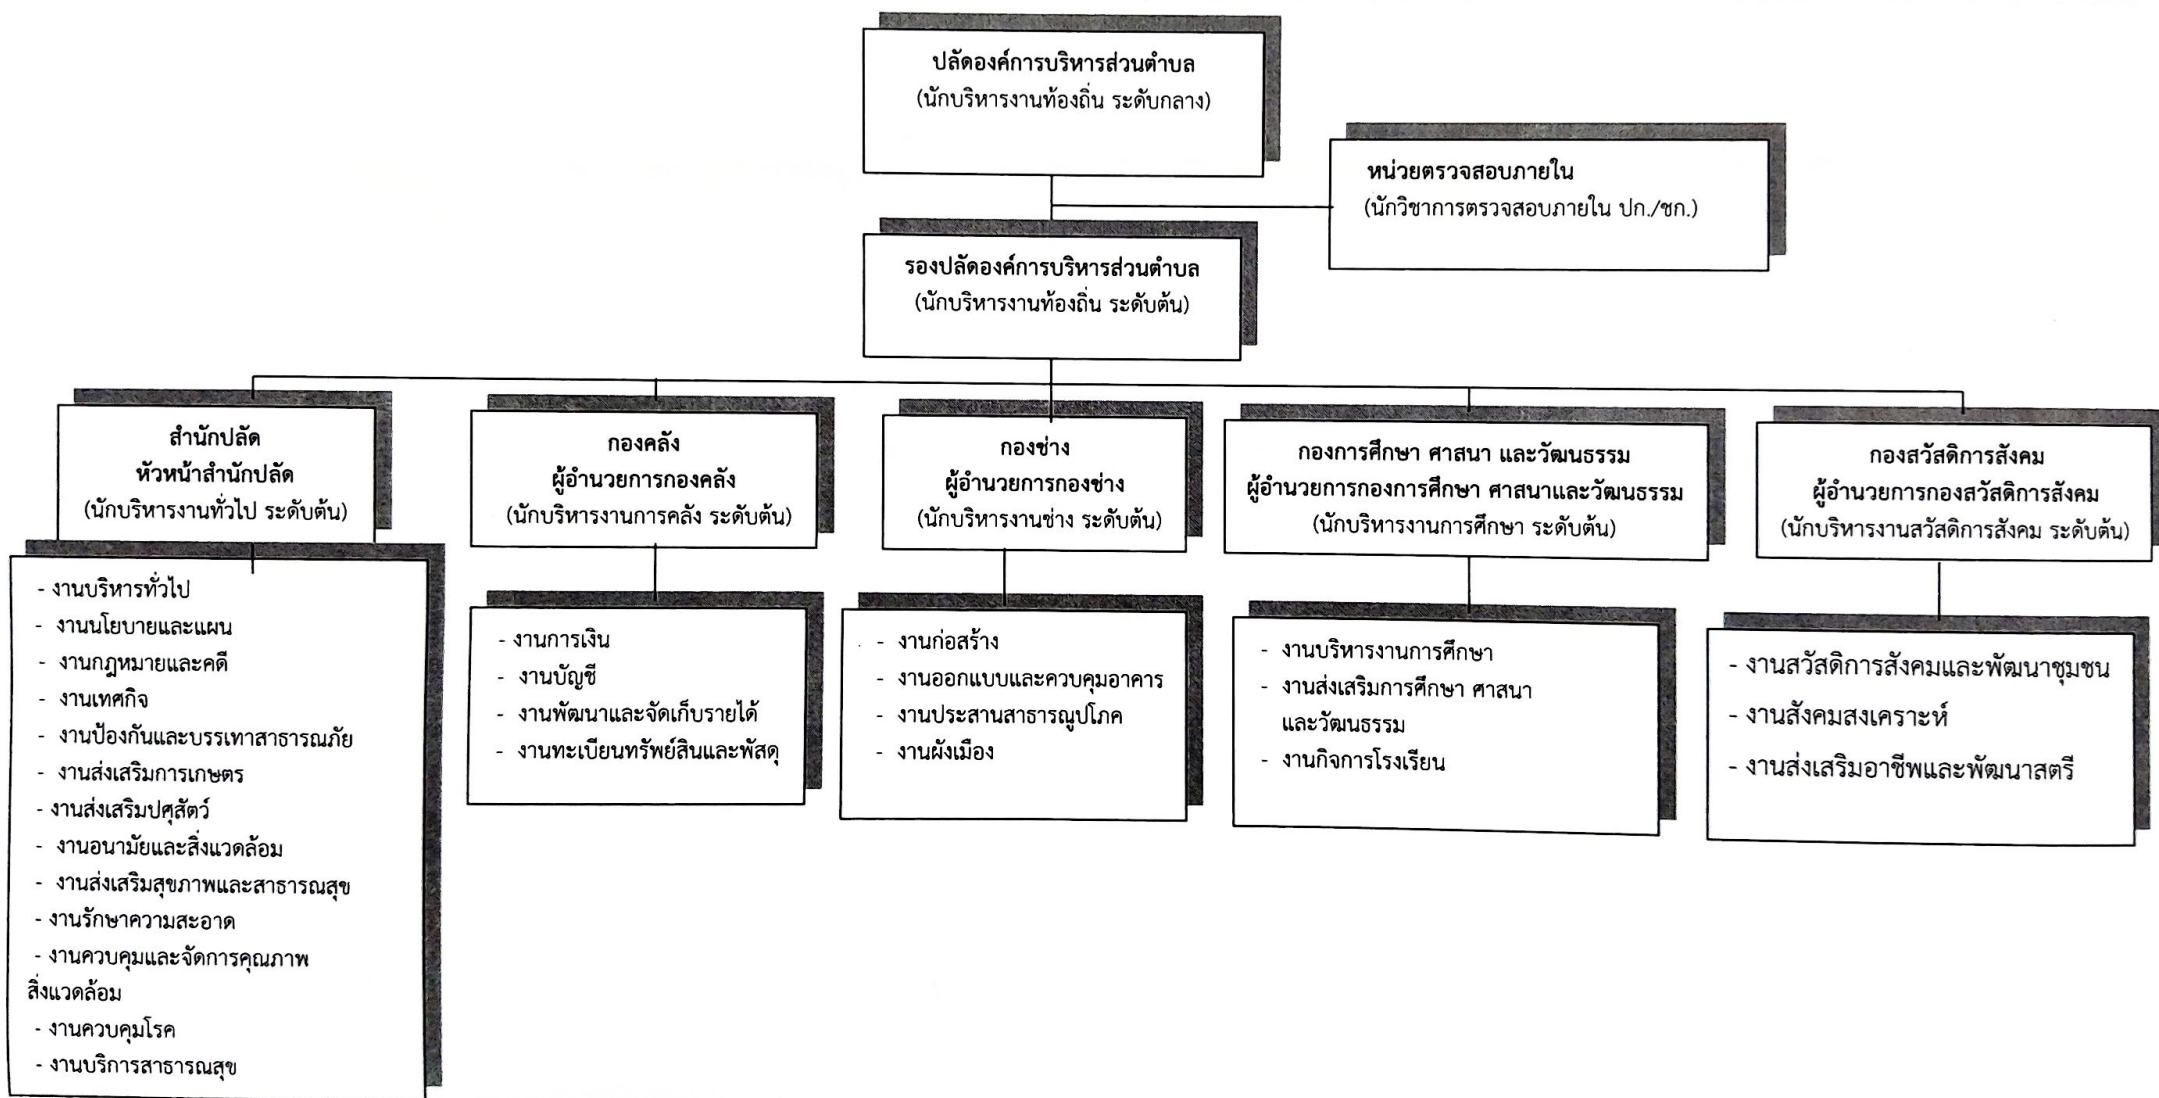 ปลัดองค์การบริหารส่วนตำบล
(นักบริหารงานท้องถิ่น ระดับกลาง)
หน่วยตรวจสอบภายใน
(นักวิชาการตรวจสอบภายใน ปก./ชก.)
รองปลัดองค์การบริหารส่วนตำบล
(นักบริหารงานท้องถิ่น ระดับต้น)
สำนักปลัด
หัวหน้าสำนักปลัด
(นักบริหารงานทั่วไป ระดับต้น)
- งานบริหารทั่วไป
- งานนโยบายและแผน
- งานกฎหมายและคดี
- งานเทศกิจ
- งานป้องกันและบรรเทาสาธารณภัย
- งานส่งเสริมการเกษตร
- งานส่งเสริมปศุสัตว์
- งานอนามัยและสิ่งแวดล้อม
- งานส่งเสริมสุขภาพและสาธารณสุข
- งานรักษาความสะอาด
- งานควบคุมและจัดการคุณภาพ
สิ่งแวดล้อม
- งานควบคุมโรค
- งานบริการสาธารณสุข
กองคลัง
ผู้อำนวยการกองคลัง
(นักบริหารงานการคลัง ระดับต้น)
- งานการเงิน
- งานบัญชี
- งานพัฒนาและจัดเก็บรายได้
- งานทะเบียนทรัพย์สินและพัสดุ
กองช่าง
ผู้อำนวยการกองช่าง
(นักบริหารงานช่าง ระดับต้น)
- งานก่อสร้าง
- งานออกแบบและควบคุมอาคาร
- งานประสานสาธารณูปโภค
- งานผังเมือง
กองการศึกษา ศาสนา และวัฒนธรรม
ผู้อำนวยการกองการศึกษา ศาสนาและวัฒนธรรม
(นักบริหารงานการศึกษา ระดับต้น)
- งานบริหารงานการศึกษา
- งานส่งเสริมการศึกษา ศาสนา
และวัฒนธรรม
- งานกิจการโรงเรียน
กองสวัสดิการสังคม
ผู้อำนวยการกองสวัสดิการสังคม
(นักบริหารงานสวัสดิการสังคม ระดับต้น)
- งานสวัสดิการสังคมและพัฒนาชุมชน
- งานสังคมสงเคราะห์
- งานส่งเสริมอาชีพและพัฒนาสตรี